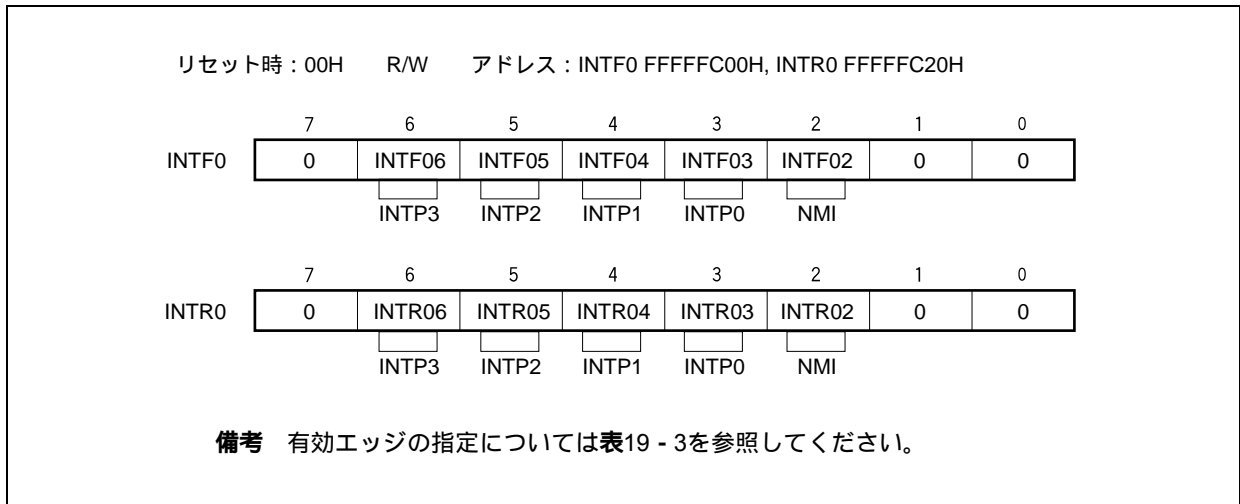 リセット時：00H　R/W　アドレス：INTF0 FFFFFC00H, INTR0 FFFFFC20H
7 6 5 4 3 2 1 0
INTF0 0 INTF06 INTF05 INTF04 INTF03 INTF02 0 0
INTP3 INTP2 INTP1 INTP0 NMI
7 6 5 4 3 2 1 0
INTR0 0 INTR06 INTR05 INTR04 INTR03 INTR02 0 0
INTP3 INTP2 INTP1 INTP0 NMI
備考　有効エッジの指定については表19 - 3を参照してください。